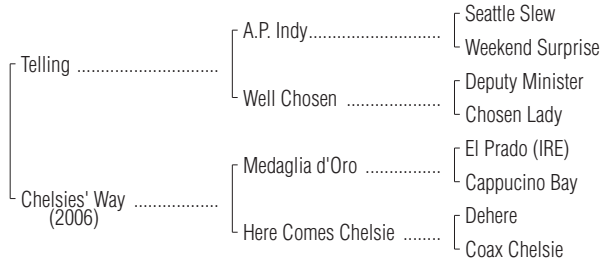 Seattle Slew
A.P. Indy..............................
Weekend Surprise
Telling ................................
Deputy Minister
Well Chosen ......................
Chosen Lady
El Prado (IRE)
Medaglia d'Oro .................
Cappucino Bay
Chelsies' Way ...................
(2006)
Dehere
Here Comes Chelsie ........
Coax Chelsie